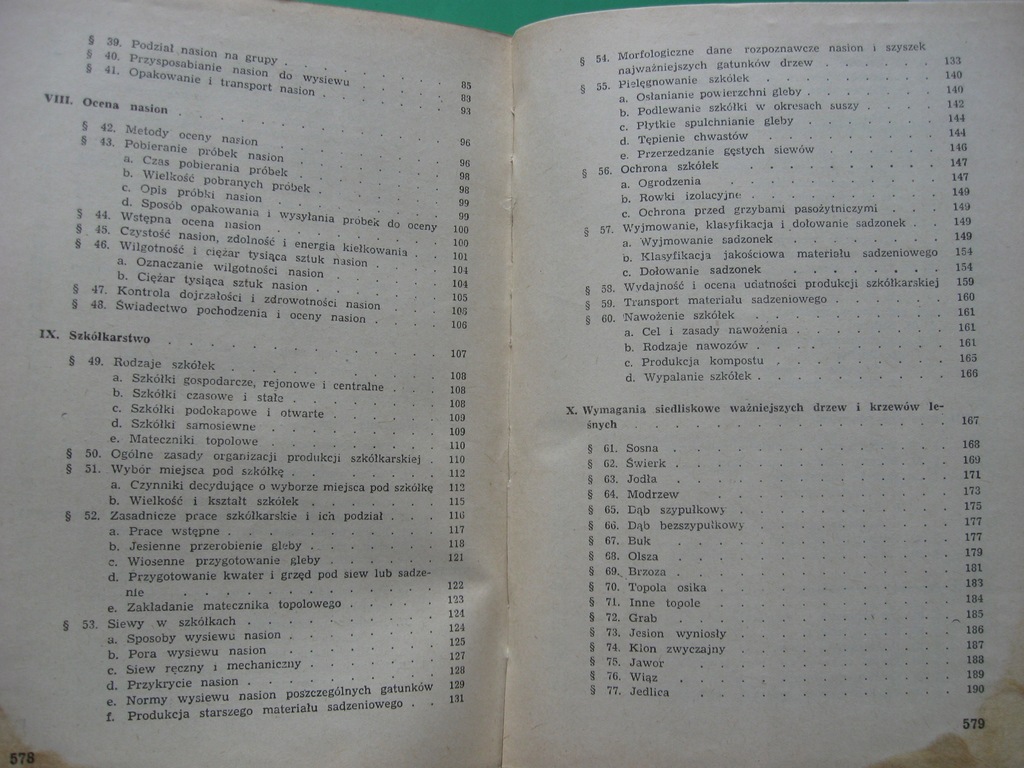 § 39. Podział nasion na grupy . . . . . . . 85
§ 40. Przysposabianie nasion do wysiewu . . . . 88
§ 41. Opakowanie i transport nasion . . . . . . 93
VIII. Ocena nasion . . . . . . . . . . 96
§ 42. Metody oceny nasion . . . . . . . 96
§ 43. Pobieranie próbek nasion . . . . . . . 98
a. Czas pobierania próbek . . . . . . . 98
b. Wielkość pobranych próbek . . . . . . 99
c. Opis próbki nasion . . . . . . . 99
d. Sposób opakowania i wysyłania próbek do oceny 100
§ 44. Wstępna ocena nasion . . . . . . . 100
§ 45. Czystość nasion, zdolność i energia kiełkowania . . 101
§ 46. Wilgotność i ciężar tysiąca sztuk nasion . . . . 104
a. Oznaczanie wilgotności nasion . . . . . 104
b. Ciężar tysiąca sztuk nasion . . . . . . 105
§ 47. Kontrola dojrzałości i zdrowotności nasion . . . 106
§ 48. Świadectwo pochodzenia i oceny nasion . . . . 106
IX. Szkółkarstwo . . . . . . . . . . 107
§ 49. Rodzaje szkółek . . . . . . . . 108
a. Szkółki gospodarcze, rejonowe i centralne . . . 108
b. Szkółki czasowe i stałe . . . . . . . 108
c. Szkółki podokapowe i otwarte . . . . . 109
d. Szkółki samosiewne . . . . . . . 109
e. Mateczniki topolowe . . . . . . . 110
§ 50. Ogólne zasady organizacji produkcji szkółkarskiej . 110
§ 51. Wybór miejsca pod szkółkę . . . . . . . 112
a. Czynniki decydujące o wyborze miejsca pod szkółkę 112
b. Wielkość i kształt szkółek . . . . . . 115
§ 52. Zasadnicze prace szkółkarskie i ich podział . . . 116
a. Prace wstępne . . . . . . . . . 117
b. Jesienne przerobienie gleby . . . . . . 118
c. Wiosenne przygotowanie gleby . . . . . 121
d. Przygotowanie kwater i grzęd pod siew lub sadze-
nie . . . . . . . . . . . 122
e. Zakładanie matecznika topolowego . . . . . 123
§ 53. Siewy w szkółkach . . . . . . . . . 124
a. Sposoby wysiewu nasion . . . . . . . 124
b. Pora wysiewu nasion . . . . . . . 125
c. Siew ręczny i mechaniczny . . . . . . 127
d. Przykrycie nasion . . . . . . . . 128
e. Normy wysiewu nasion poszczególnych gatunków 129
f. Produkcja starszego materiału sadzeniowego . . 131
578
§ 54. Morfologiczne dane rozpoznawcze nasion i szyszek
najważniejszych gatunków drzew . . . . . . 133
§ 55. Pielęgnowanie szkółek . . . . . . . . 140
a. Osłanianie powierzchni gleby . . . . . . 140
b. Podlewanie szkółki w okresach suszy . . . . 142
c. Płytkie spulchnianie gleby . . . . . . 144
d. Tępienie chwastów . . . . . . . 144
e. Przerzedzanie gęstych siewów . . . . . 146
§ 56. Ochrona szkółek . . . . . . . . 147
a. Ogrodzenia . . . . . . . . . 147
b. Rowki izolacyjne . . . . . . . . 149
c. Ochrona przed grzybami pasożytniczymi . . . 149
§ 57. Wyjmowanie, klasyfikacja i dołowanie sadzonek . . 149
a. Wyjmowanie sadzonek . . . . . . . 149
b. Klasyfikacja jakościowa materiału sadzeniowego 154
c. Dołowanie sadzonek . . . . . . . 154
§ 58. Wydajność i ocena udatności produkcji szkółkarskiej 159
§ 59. Transport materiału sadzeniowego . . . . . . 160
§ 60. Nawożenie szkółek . . . . . . . . 161
a. Cel i zasady nawożenia . . . . . . . 161
b. Rodzaje nawozów . . . . . . . . 161
c. Produkcja kompostu . . . . . . . 165
d. Wypalanie szkółek . . . . . . . . 166
X. Wymagania siedliskowe ważniejszych drzew i krzewów le-
śnych . . . . . . . . . . . . 167
§ 61. Sosna . . . . . . . . . . 168
§ 62. Świerk . . . . . . . . . . 169
§ 63. Jodła . . . . . . . . . . 171
§ 64. Modrzew . . . . . . . . . 173
§ 65. Dąb szypułkowy . . . . . . . . 175
§ 66. Dąb bezszypułkowy . . . . . . . 177
§ 67. Buk . . . . . . . . . . 177
§ 68. Olsza . . . . . . . . . . 179
§ 69. Brzoza . . . . . . . . . . 181
§ 70. Topola osika . . . . . . . . . 183
§ 71. Inne topole . . . . . . . . . 184
§ 72. Grab . . . . . . . . . . 185
§ 73. Jesion wyniosły . . . . . . . . 186
§ 74. Klon zwyczajny . . . . . . . . 187
§ 75. Jawor . . . . . . . . . . 188
§ 76. Wiąz . . . . . . . . . . 189
§ 77. Jedlica . . . . . . . . . . 190
579